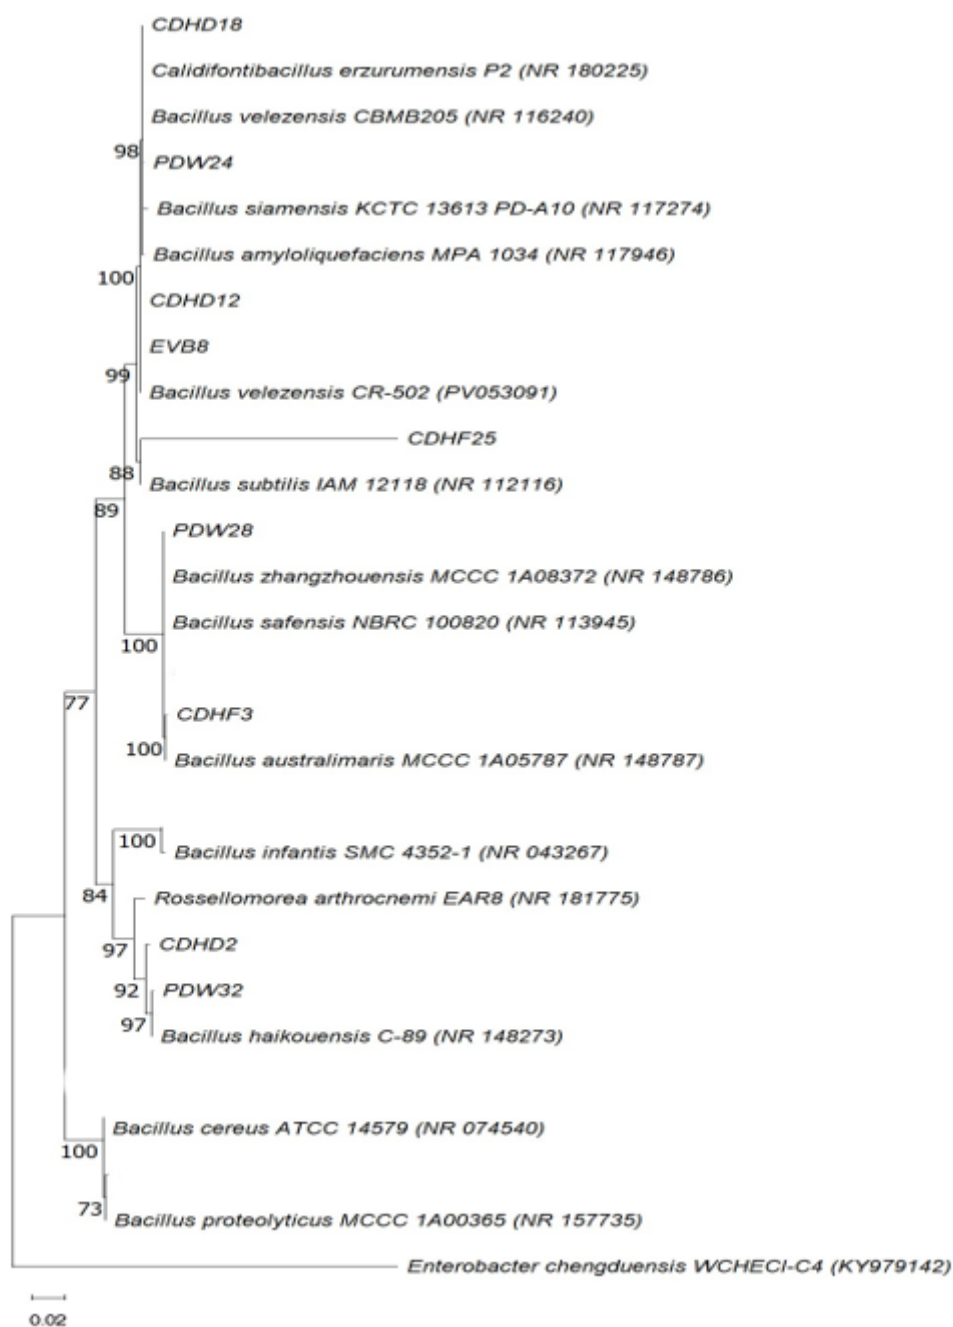 CDHD18
Calidifontibacillus erzurumensis P2 (NR 180225)
Bacillus velezensis CBMB205 (NR 116240)
98
PDW24
Bacillus siamensis KCTC 13613 PD-A10 (NR 117274)
Bacillus amyloliquefaciens MPA 1034 (NR 117946)
100
CDHD12
EVB8
99
Bacillus velezensis CR-502 (PV053091)
CDHF25
88
Bacillus subtilis IAM 12118 (NR 112116)
89
PDW28
Bacillus zhangzhouensis MCCC 1A08372 (NR 148786)
Bacillus safensis NBRC 100820 (NR 113945)
100
77
CDHF3
100
Bacillus australimaris MCCC 1A05787 (NR 148787)
100
Bacillus infantis SMC 4352-1 (NR 043267)
84
Rossellomorea arthrocnemi EAR8 (NR 181775)
97
CDHD2
92
PDW32
97
Bacillus haikouensis C-89 (NR 148273)
Bacillus cereus ATCC 14579 (NR 074540)
100
73
Bacillus proteolyticus MCCC 1A00365 (NR 157735)
Enterobacter chengduensis WCHECl-C4 (KY979142)
0.02